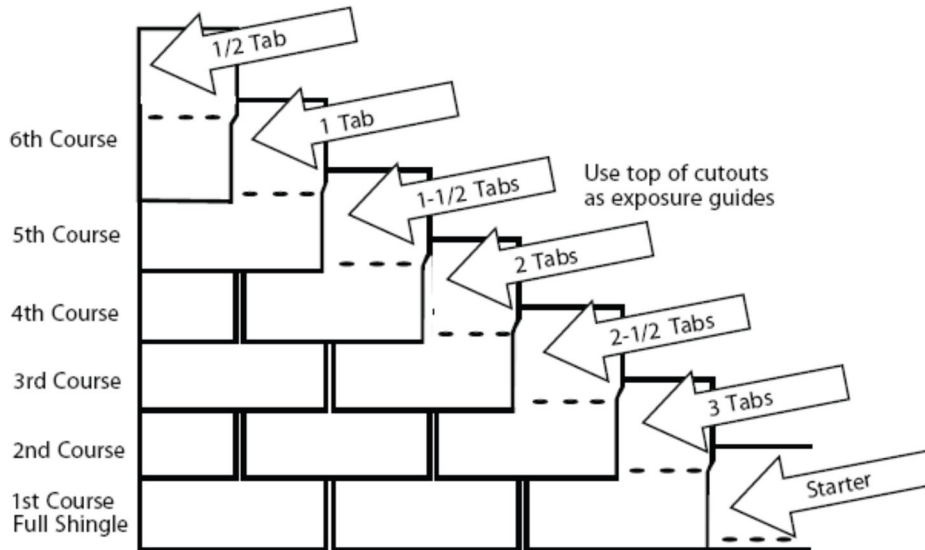 1/2 Tab
1 Tab
6th Course
1-1/2 Tabs
Use top of cutouts
as exposure guides
5th Course
2 Tabs
4th Course
2-1/2 Tabs
3rd Course
3 Tabs
2nd Course
Starter
1st Course
Full Shingle